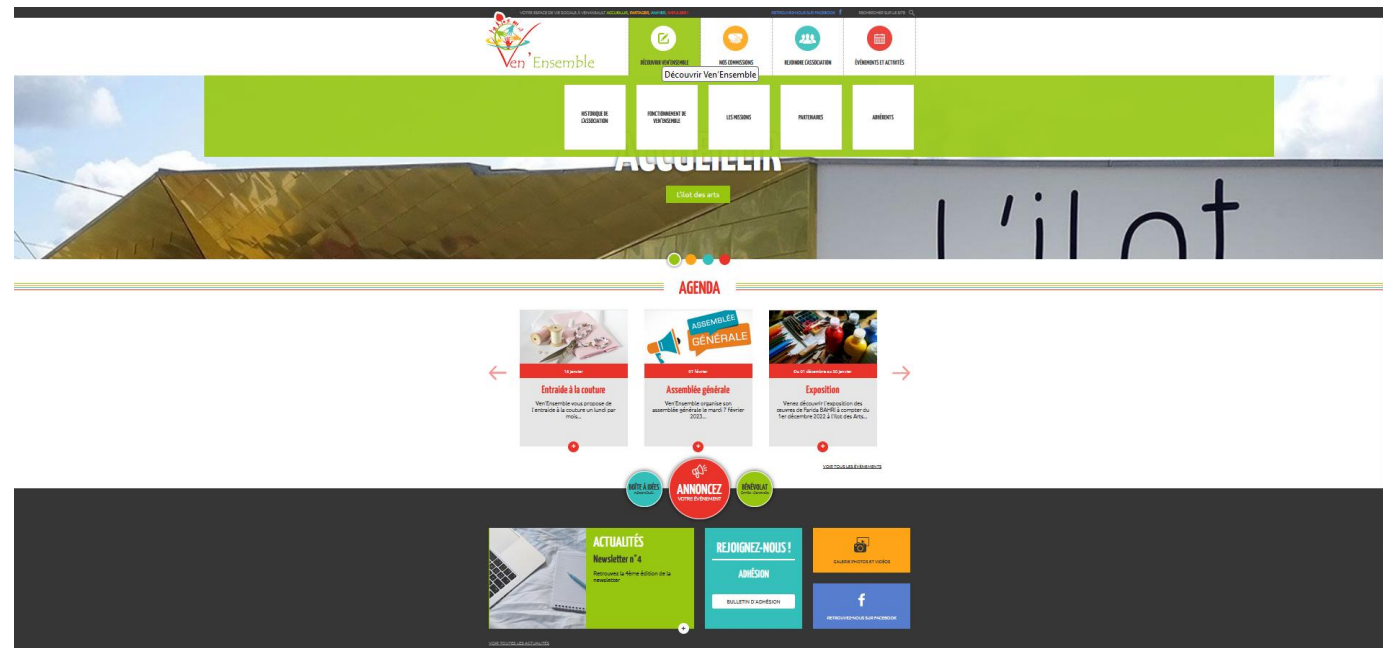 VOTRE ESPACE DE VIE SOCIALE À VENANSAULT ACCUEILLIR, PARTAGER, ANIMER,
RETROUVEZ-NOUS SUR FACEBOOK
RECHERCHER SUR LE SITE
Ven'Ensemble
DÉCOUVRIR VEN'ENSEMBLE
NOS COMMISSIONS
REJOINDRE L'ASSOCIATION
ÉVÉNEMENTS ET ACTIVITÉS
Découvrir Ven'Ensemble
HISTORIQUE DE
L'ASSOCIATION
FONCTIONNEMENT DE
VEN'ENSEMBLE
LES MISSIONS
PARTENAIRES
ADHÉRENTS
ACCUEILLIR
L'îlot des arts
L'ilot
AGENDA
ASSEMBLÉE
GÉNÉRALE
janvier
07 février
Du 01 décembre au 30 janvier
Entraide à la couture
Assemblée générale
Exposition
Ven'Ensemble vous propose de
l'entraide à la couture un lundi par
mois...
Ven'Ensemble organise son
assemblée générale le mardi 7 février
2023...
Venez découvrir l'exposition des
œuvres de Farida BAHRI à compter du
1er décembre 2022 à l'Ilot des Arts...
VOIR TOUS LES ÉVÈNEMENTS
BOÎTE À IDÉES
ANNONCEZ
VOTRE ÉVÉNEMENT
BÉNÉVOLAT
ACTUALITÉS
Newsletter n°4
Retrouvez la 4ème édition de la
newsletter
REJOIGNEZ-NOUS !
ADHÉSION
BULLETIN D'ADHÉSION
GALERIE PHOTOS ET VIDÉOS
RETROUVEZ-NOUS SUR FACEBOOK
VOIR TOUTES LES ACTUALITÉS